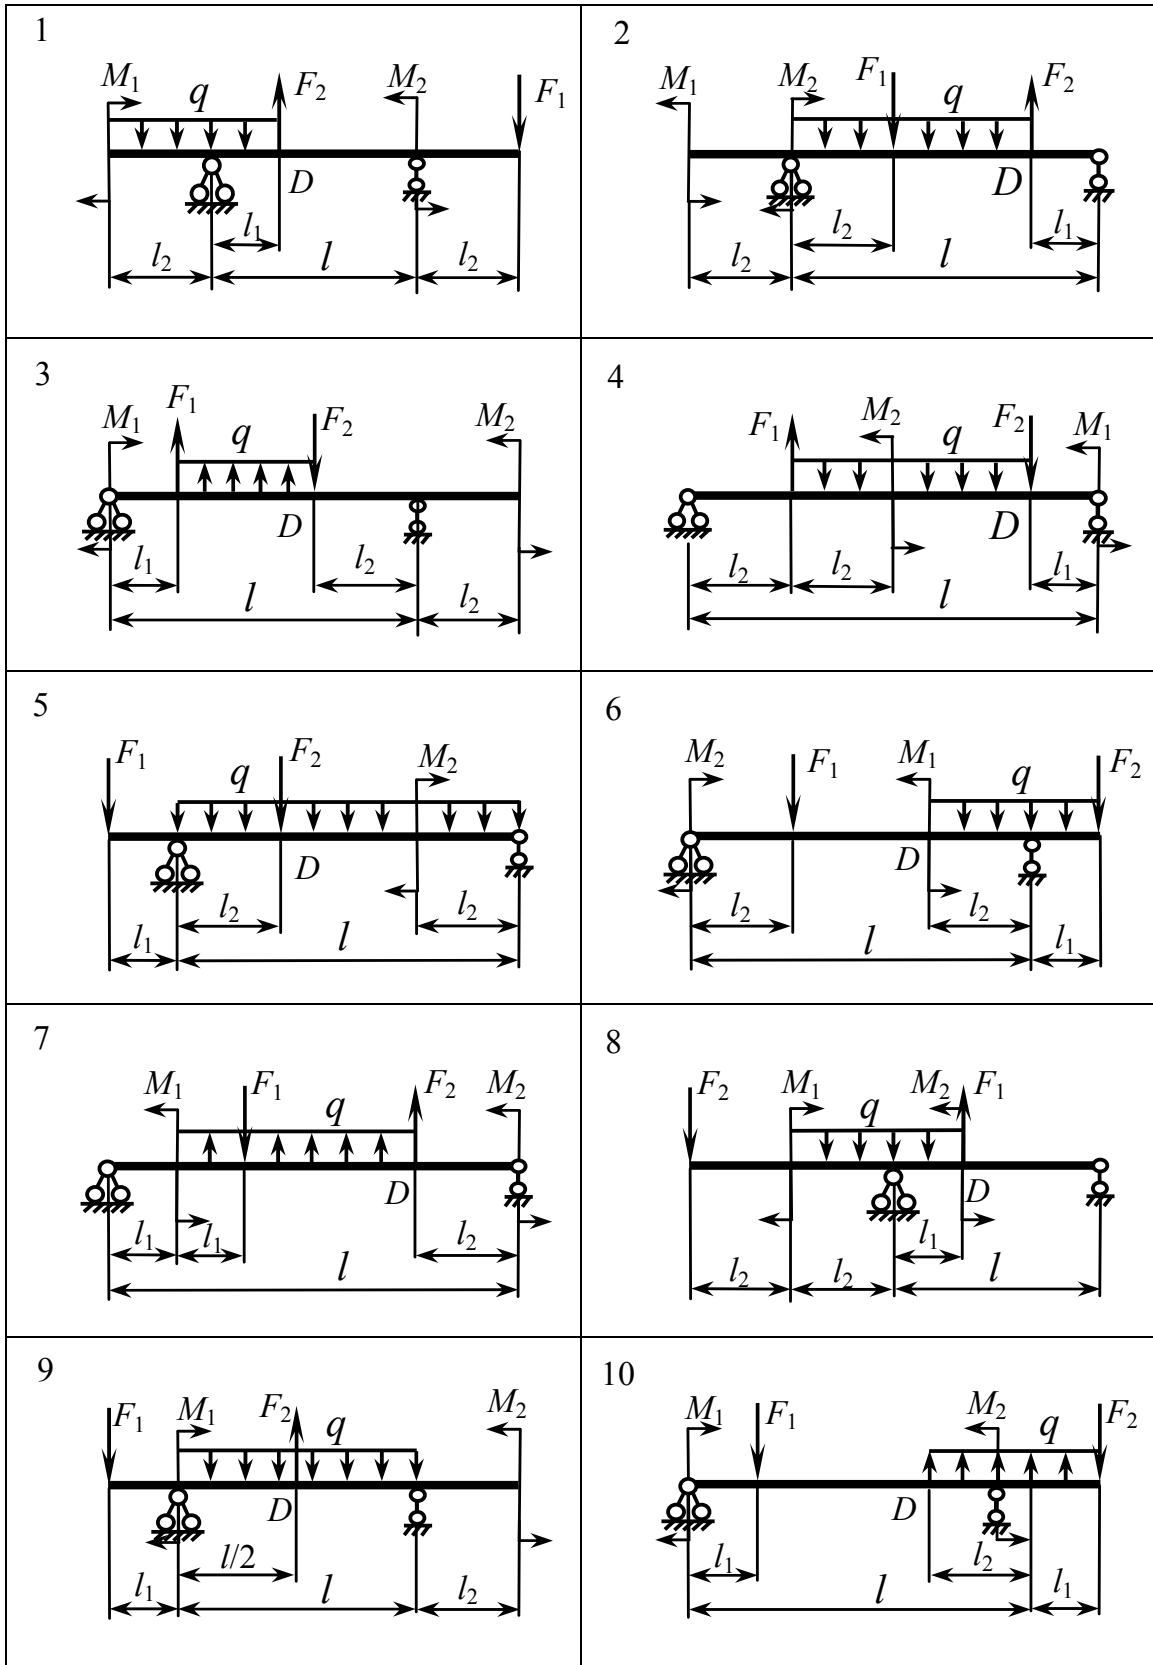 1
M₁ q F₂ M₂ F₁
D
l₂ l₁ l l₂
2
M₁ M₂ F₁ q F₂
D
l₂ l₂ l l₁
3
M₁ F₁ q F₂ M₂
D
l₁ l₂
l l₂
4
F₁ M₂ q F₂ M₁
D
l₂ l₂ l₁
l
5
F₁ q F₂ M₂
D
l₂ l₂
l₁ l
6
M₂ F₁ M₁ q F₂
D
l₂ l₂
l l₁
7
M₁ F₁ q F₂ M₂
D
l₁ l₁ l₂
l
8
F₂ M₁ q M₂ F₁
D
l₁
l₂ l₂ l
9
F₁ M₁ F₂ q M₂
D
l/2
l₁ l l₂
10
M₁ F₁ M₂ q F₂
D
l₁ l₂
l l₁